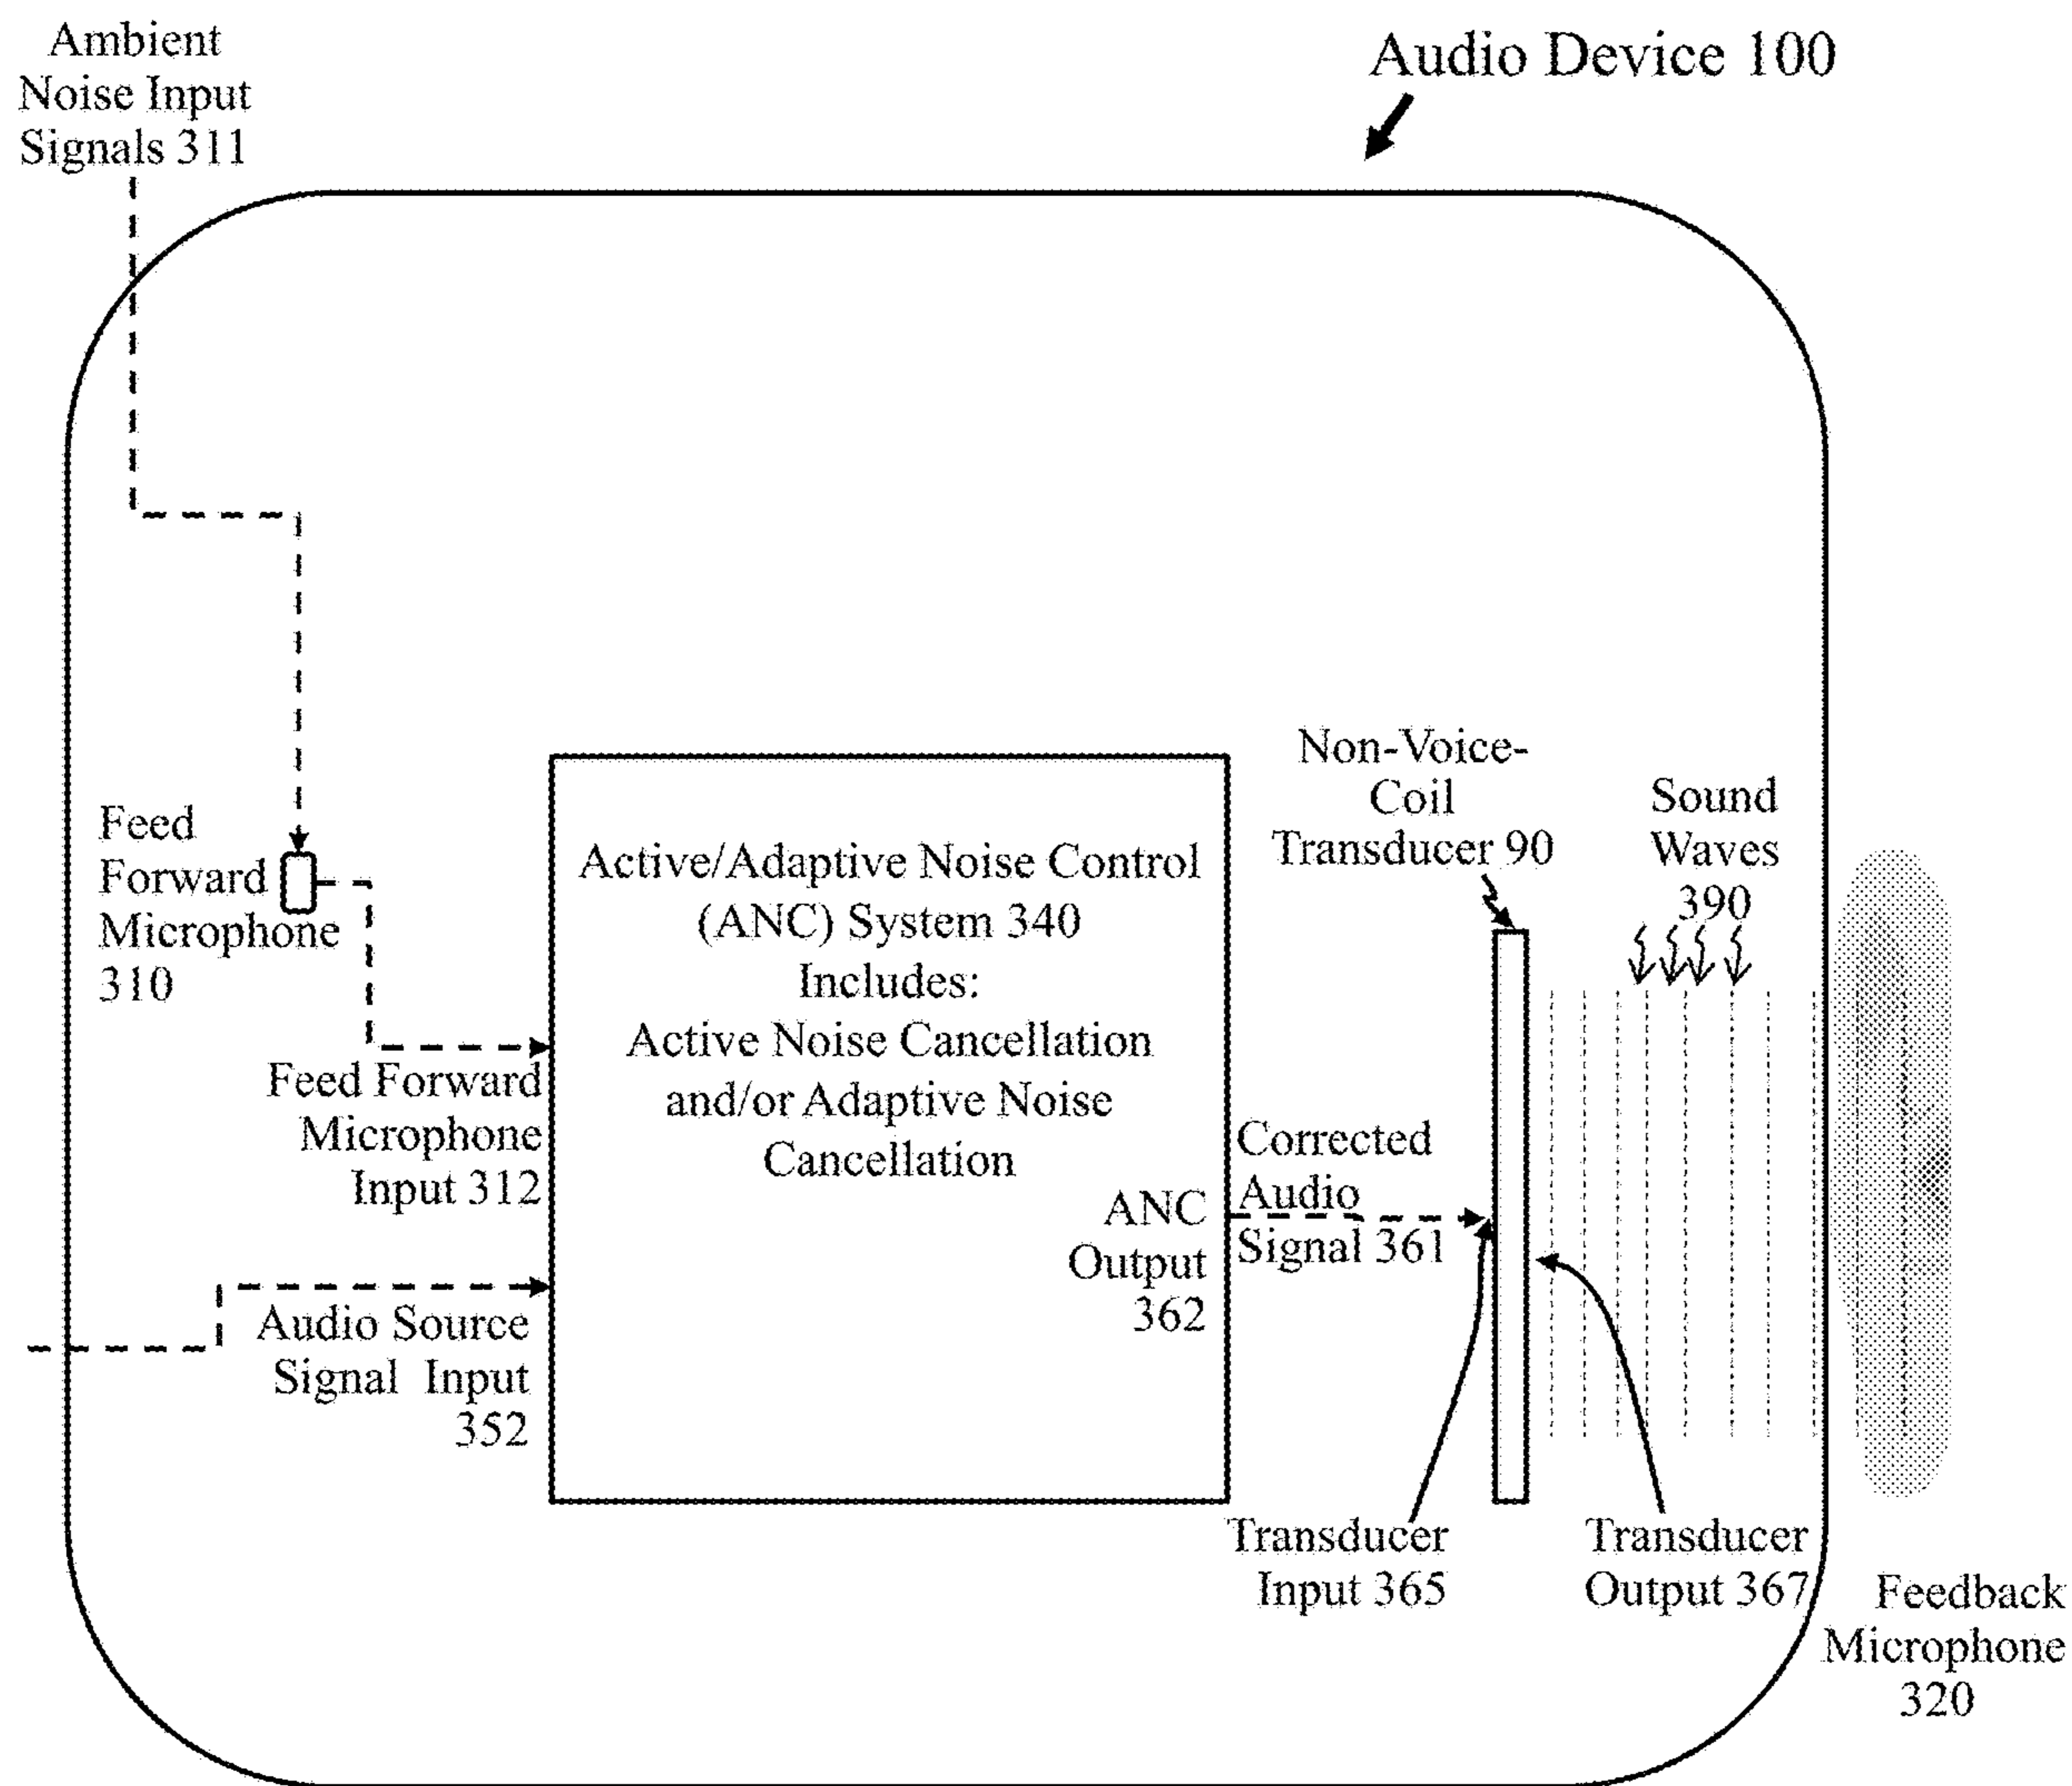 Ambient
Noise Input
Signals 311
Audio Device 100
Feed
Forward
Microphone
310
Feed Forward
Microphone
Input 312
Audio Source
Signal Input
352
Active/Adaptive Noise Control
(ANC) System 340
Includes:
Active Noise Cancellation
and/or Adaptive Noise
Cancellation
ANC
Output
362
Corrected
Audio
Signal 361
Non-Voice-
Coil
Transducer 90
Sound
Waves
390
Transducer
Input 365
Transducer
Output 367
Feedback
Microphone
320